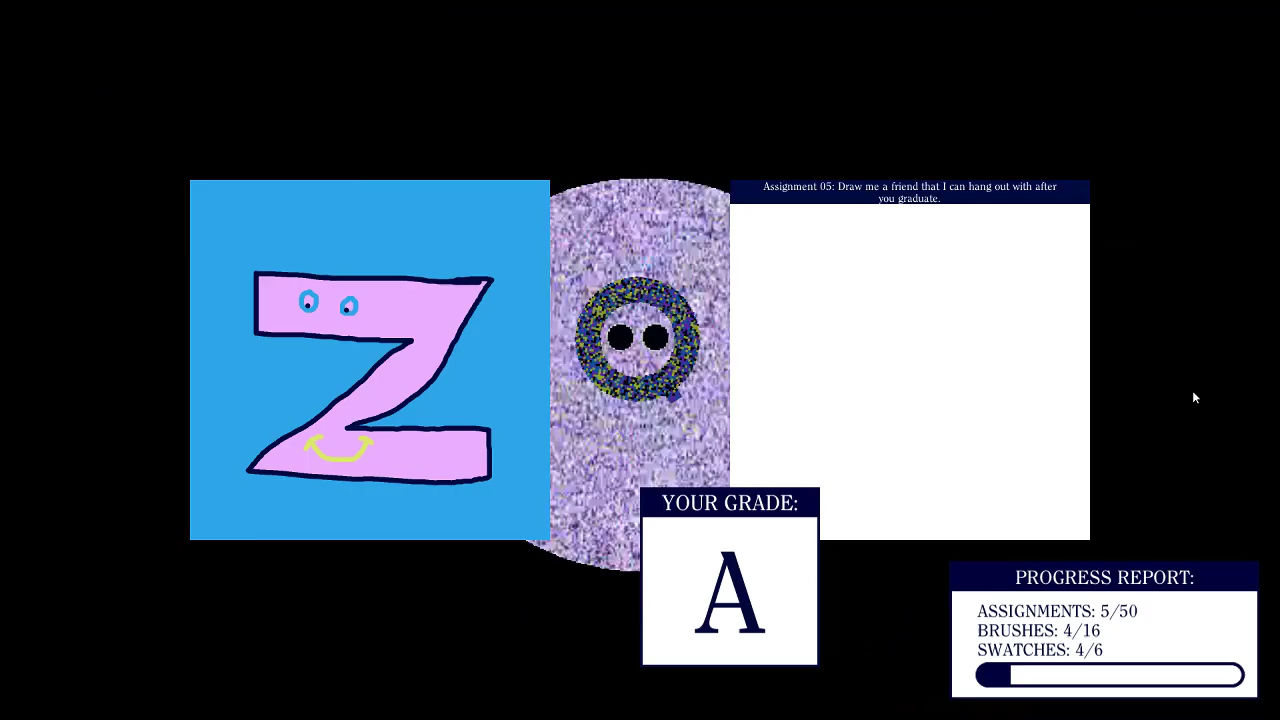 Assignment 05: Draw me a friend that I can hang out with after
you graduate.
Z
YOUR GRADE:
A
PROGRESS REPORT:
ASSIGNMENTS: 5/50
BRUSHES: 4/16
SWATCHES: 4/6